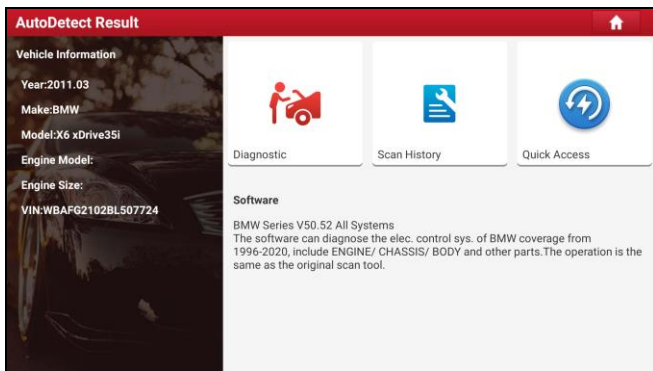 AutoDetect Result
Vehicle Information
Year:2011.03
Make:BMW
Model:X6 xDrive35i
Engine Model:
Engine Size:
VIN:WBAFG2102BL507724
Diagnostic
Scan History
Quick Access
Software
BMW Series V50.52 All Systems
The software can diagnose the elec. control sys. of BMW coverage from
1996-2020, include ENGINE/ CHASSIS/ BODY and other parts.The operation is the
same as the original scan tool.